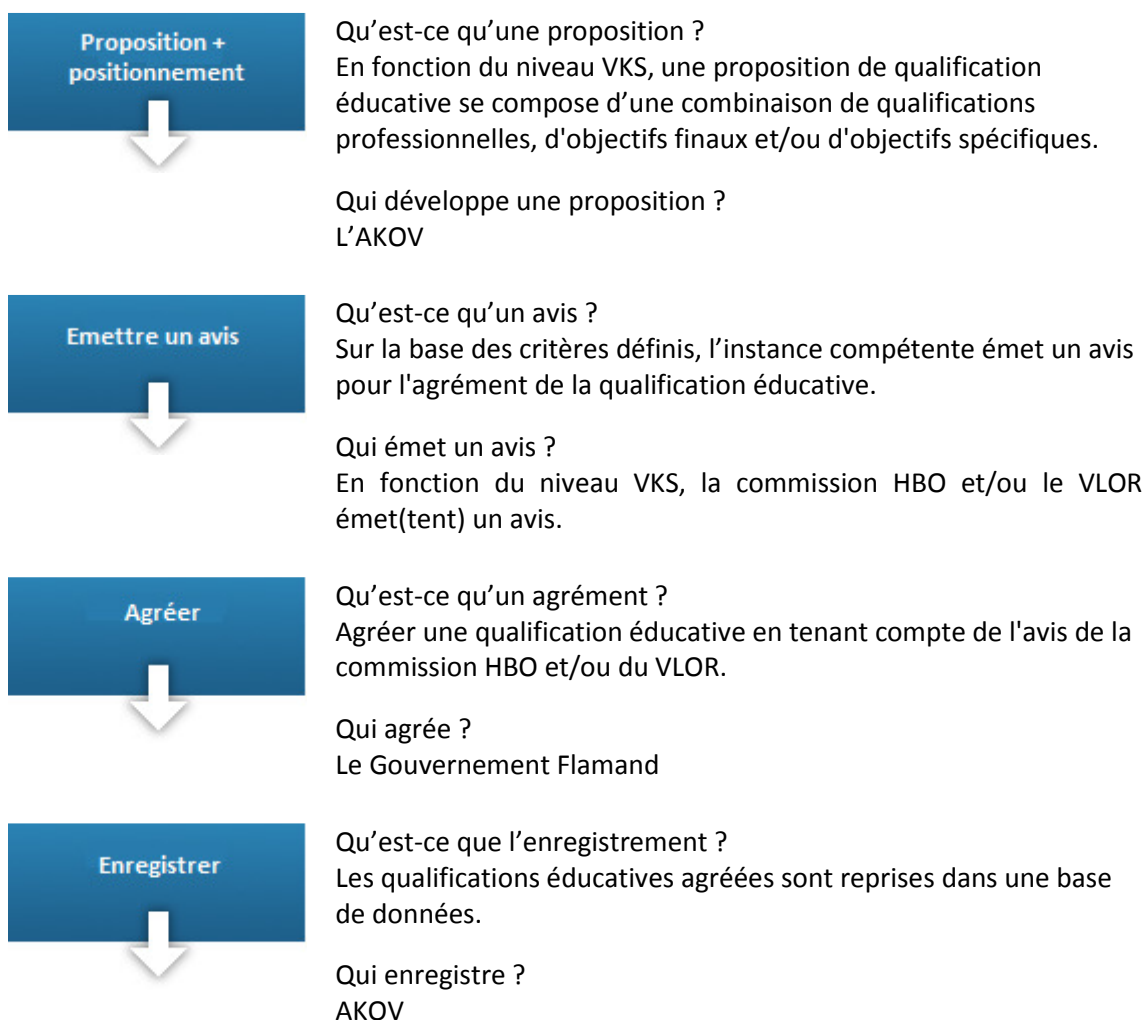 Proposition +
positionnement
Qu’est-ce qu’une proposition ?
En fonction du niveau VKS, une proposition de qualification
éducative se compose d’une combinaison de qualifications
professionnelles, d'objectifs finaux et/ou d'objectifs spécifiques.
Qui développe une proposition ?
L’AKOV
Emettre un avis
Qu’est-ce qu’un avis ?
Sur la base des critères définis, l’instance compétente émet un avis
pour l'agrément de la qualification éducative.
Qui émet un avis ?
En fonction du niveau VKS, la commission HBO et/ou le VLOR
émet(tent) un avis.
Agréer
Qu’est-ce qu’un agrément ?
Agréer une qualification éducative en tenant compte de l'avis de la
commission HBO et/ou du VLOR.
Qui agrée ?
Le Gouvernement Flamand
Enregistrer
Qu’est-ce que l’enregistrement ?
Les qualifications éducatives agréées sont reprises dans une base
de données.
Qui enregistre ?
AKOV